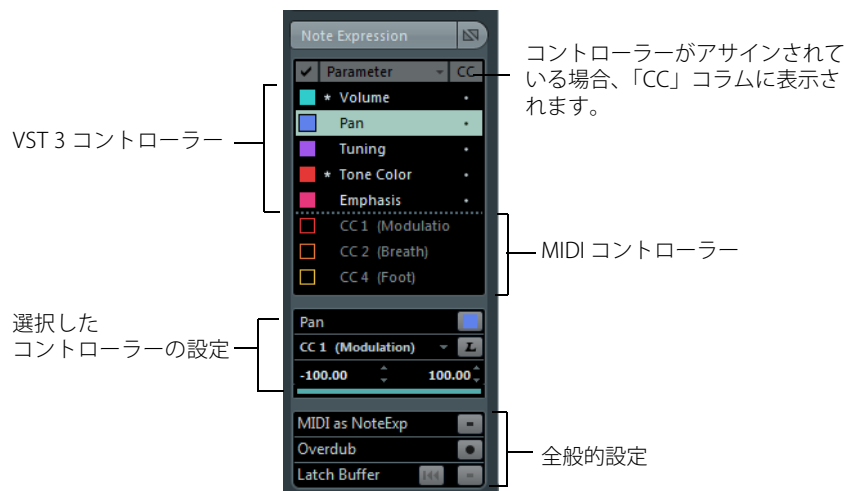 Note Expression
Parameter CC
* Volume
Pan
Tuning
* Tone Color
Emphasis
CC 1 (Modulatio
CC 2 (Breath)
CC 4 (Foot)
Pan
CC 1 (Modulation) L
-100.00 100.00
MIDI as NoteExp
Overdub
Latch Buffer
コントローラーがアサインされて
いる場合、「CC」コラムに表示さ
れます。
VST 3 コントローラー
MIDI コントローラー
選択した
コントローラーの設定
全般的設定